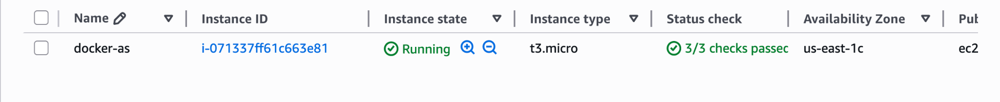 Name Instance ID Instance state Instance type Status check Availability Zone Pub
docker-as i-071337ff61c663e81 Running t3.micro 3/3 checks passec us-east-1c ec2